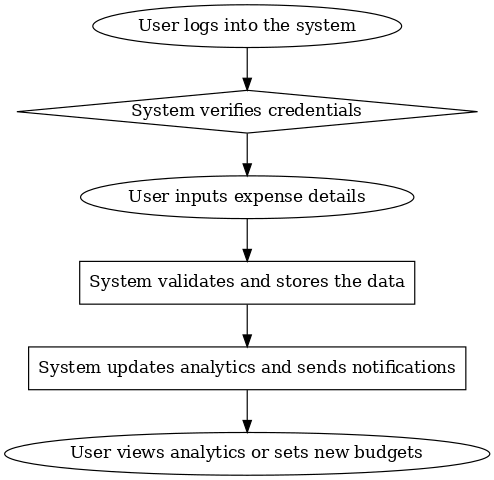 User logs into the system
System verifies credentials
User inputs expense details
System validates and stores the data
System updates analytics and sends notifications
User views analytics or sets new budgets